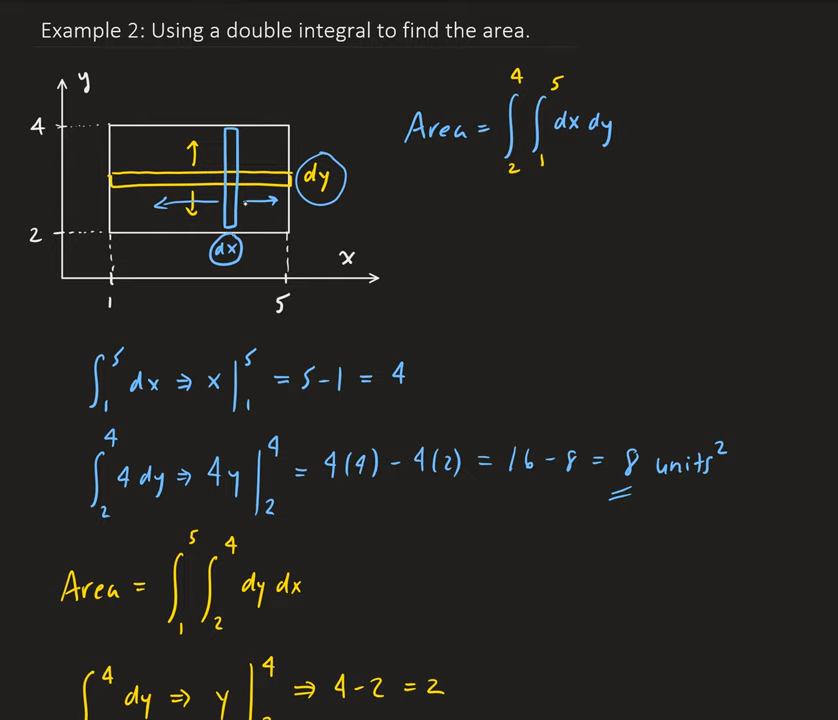 Example 2: Using a double integral to find the area.
y
4
2
dy
dx
x
1
5
Area = ∫₂⁴ ∫₁⁵ dx dy
∫₁⁵ dx ⇒ x |₁⁵ = 5 - 1 = 4
∫₂⁴ 4 dy ⇒ 4y |₂⁴ = 4(4) - 4(2) = 16 - 8 = 8 units²
Area = ∫₁⁵ ∫₂⁴ dy dx
∫⁴ dy ⇒ y |⁴ ⇒ 4 - 2 = 2